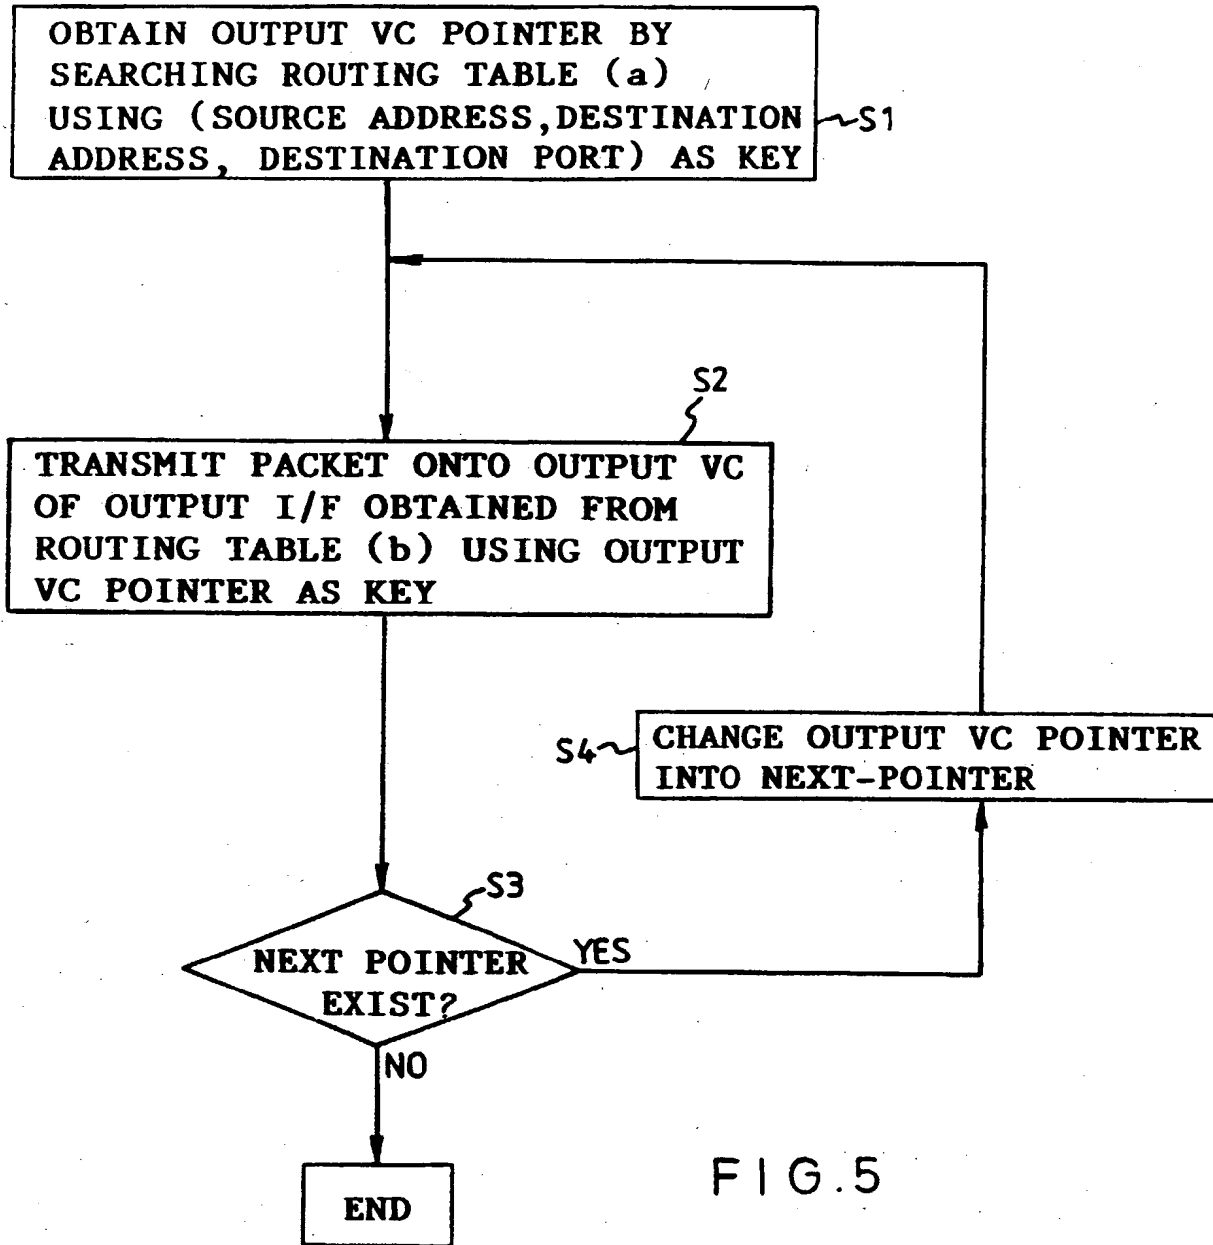 OBTAIN OUTPUT VC POINTER BY
SEARCHING ROUTING TABLE (a)
USING (SOURCE ADDRESS,DESTINATION
ADDRESS, DESTINATION PORT) AS KEY
S1
S2
TRANSMIT PACKET ONTO OUTPUT VC
OF OUTPUT I/F OBTAINED FROM
ROUTING TABLE (b) USING OUTPUT
VC POINTER AS KEY
S4
CHANGE OUTPUT VC POINTER
INTO NEXT-POINTER
S3
NEXT POINTER
EXIST?
YES
NO
END
FIG.5